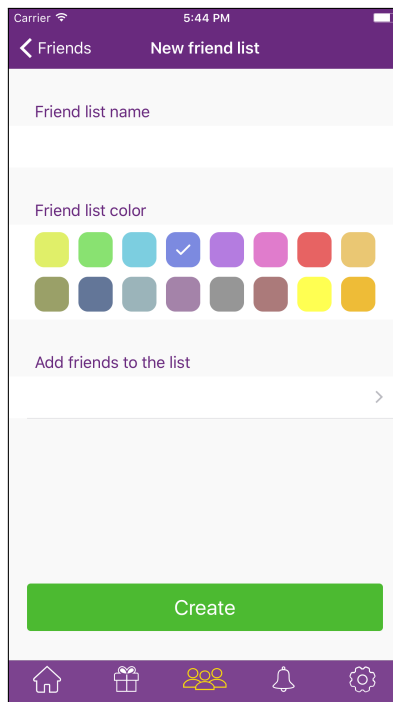 Carrier 5:44 PM
Friends New friend list
Friend list name
Friend list color
Add friends to the list
Create